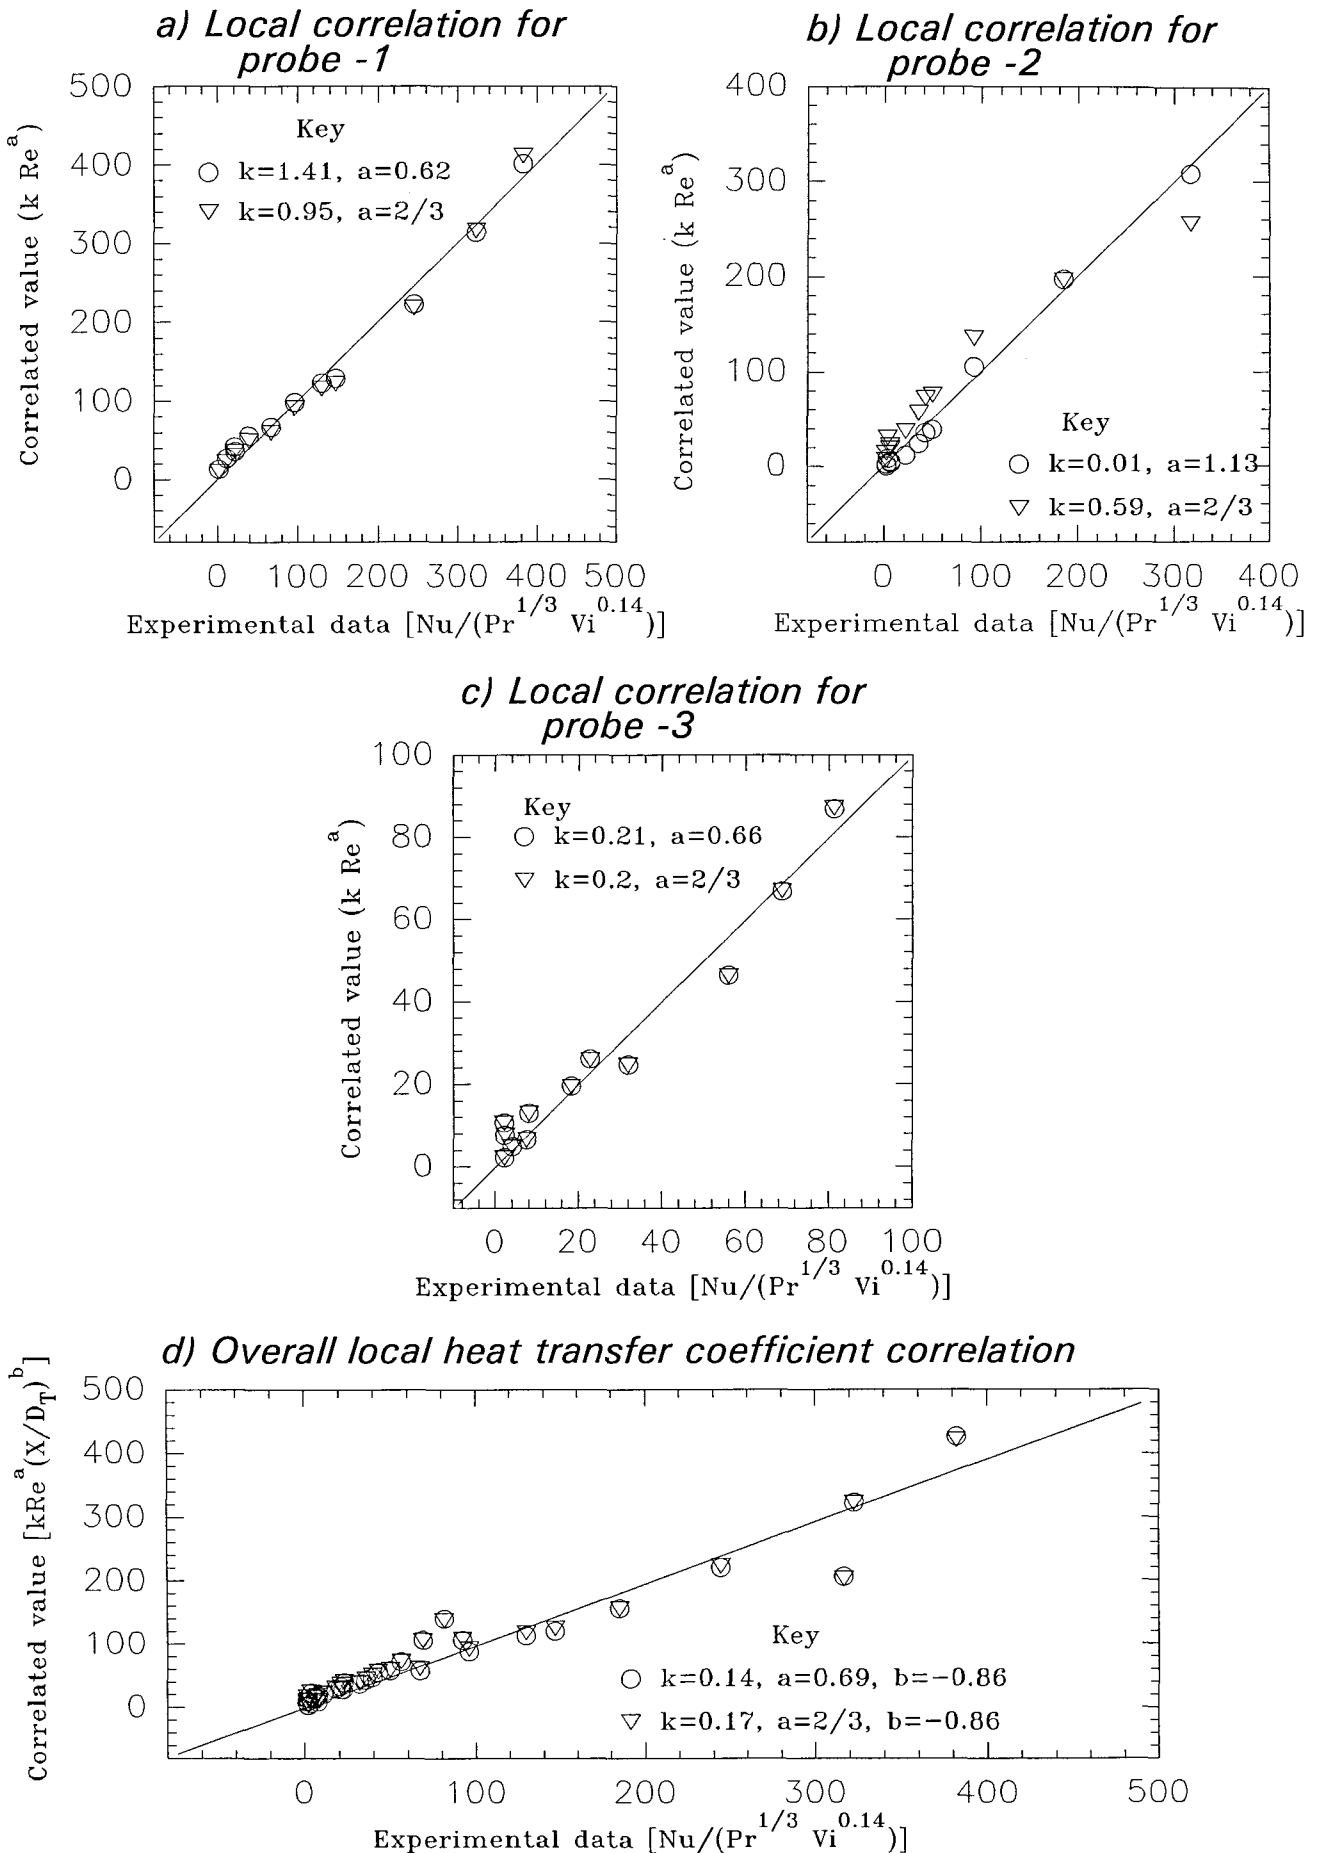 a) Local correlation for
probe -1
500
400
300
200
100
0
Correlated value (k Re^a)
Key
k=1.41, a=0.62
k=0.95, a=2/3
0 100 200 300 400 500
Experimental data [Nu/(Pr^1/3 Vi^0.14)]
b) Local correlation for
probe -2
400
300
200
100
0
Correlated value (k Re^a)
Key
k=0.01, a=1.13
k=0.59, a=2/3
0 100 200 300 400
Experimental data [Nu/(Pr^1/3 Vi^0.14)]
c) Local correlation for
probe -3
100
80
60
40
20
0
Correlated value (k Re^a)
Key
k=0.21, a=0.66
k=0.2, a=2/3
0 20 40 60 80 100
Experimental data [Nu/(Pr^1/3 Vi^0.14)]
d) Overall local heat transfer coefficient correlation
500
400
300
200
100
0
Correlated value [kRe^a(X/D_T)^b]
Key
k=0.14, a=0.69, b=−0.86
k=0.17, a=2/3, b=−0.86
0 100 200 300 400 500
Experimental data [Nu/(Pr^1/3 Vi^0.14)]